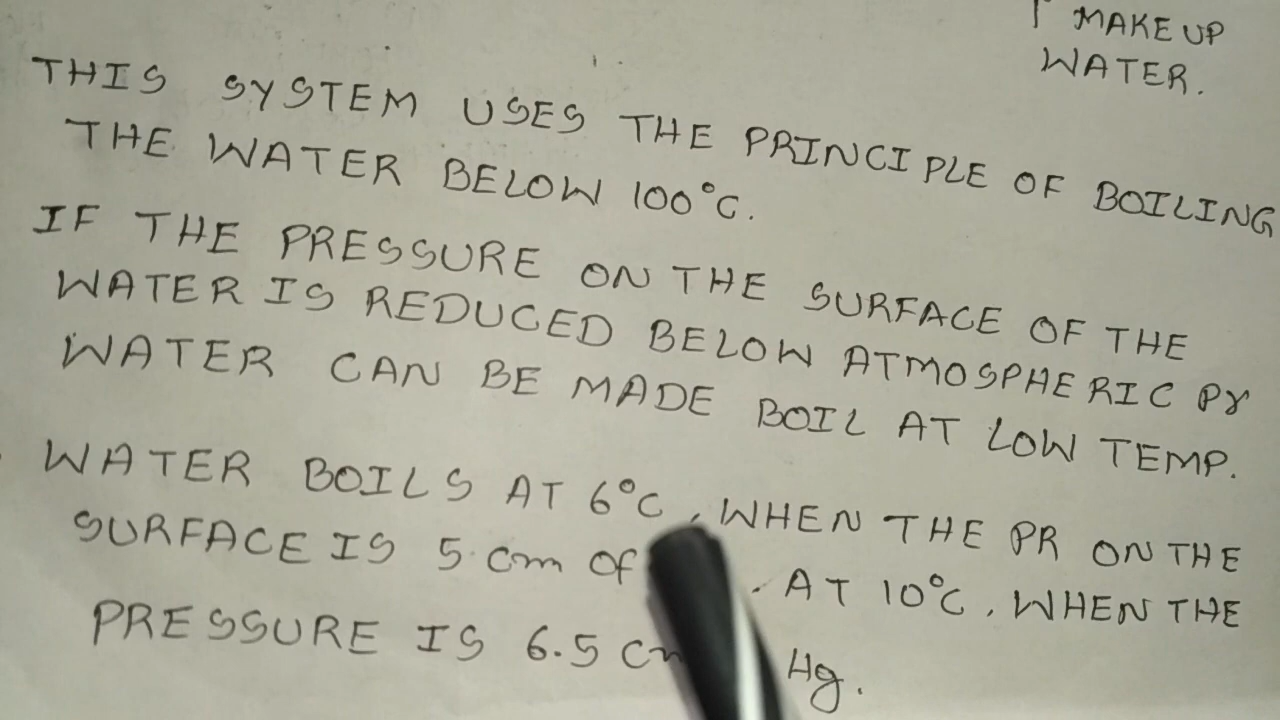 MAKE UP
WATER.
THIS SYSTEM USES THE PRINCIPLE OF BOILING
THE WATER BELOW 100°C.
IF THE PRESSURE ON THE SURFACE OF THE
WATER IS REDUCED BELOW ATMOSPHERIC Pr
WATER CAN BE MADE BOIL AT LOW TEMP.
WATER BOILS AT 6°C, WHEN THE PR ON THE
SURFACE IS 5 cm of . AT 10°C, WHEN THE
PRESSURE IS 6.5 Hg.